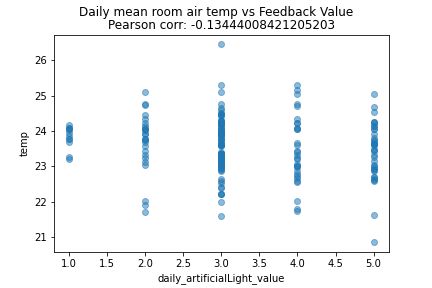 Daily mean room air temp vs Feedback Value
Pearson corr: -0.13444008421205203
temp
26
25
24
23
22
21
1.0 1.5 2.0 2.5 3.0 3.5 4.0 4.5 5.0
daily_artificialLight_value